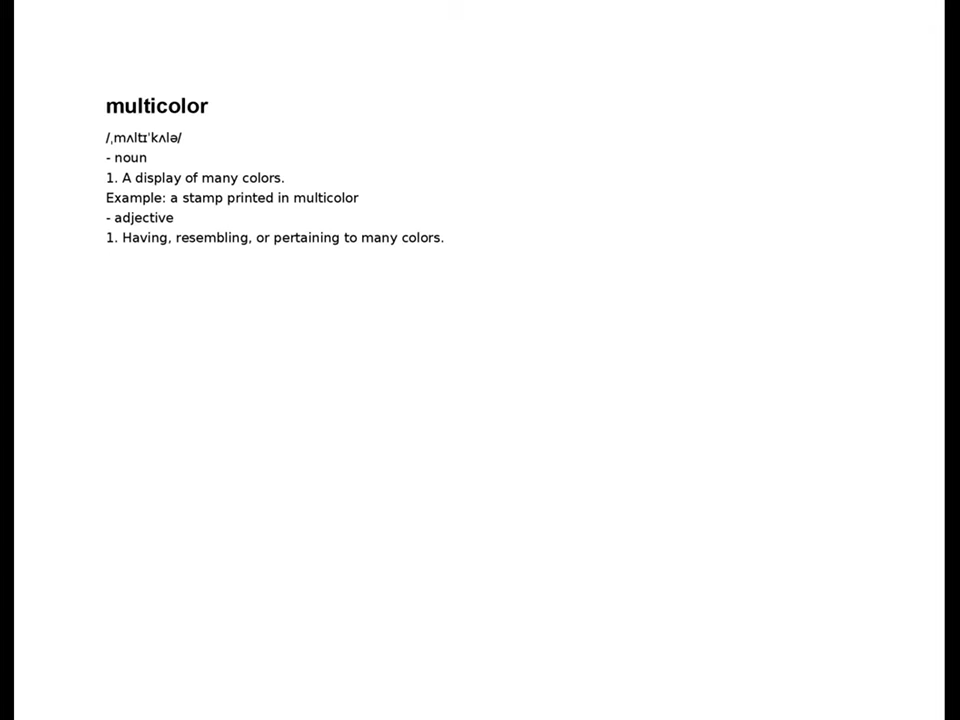 multicolor
/ˌmʌltɪˈkʌlə/
- noun
1. A display of many colors.
Example: a stamp printed in multicolor
- adjective
1. Having, resembling, or pertaining to many colors.